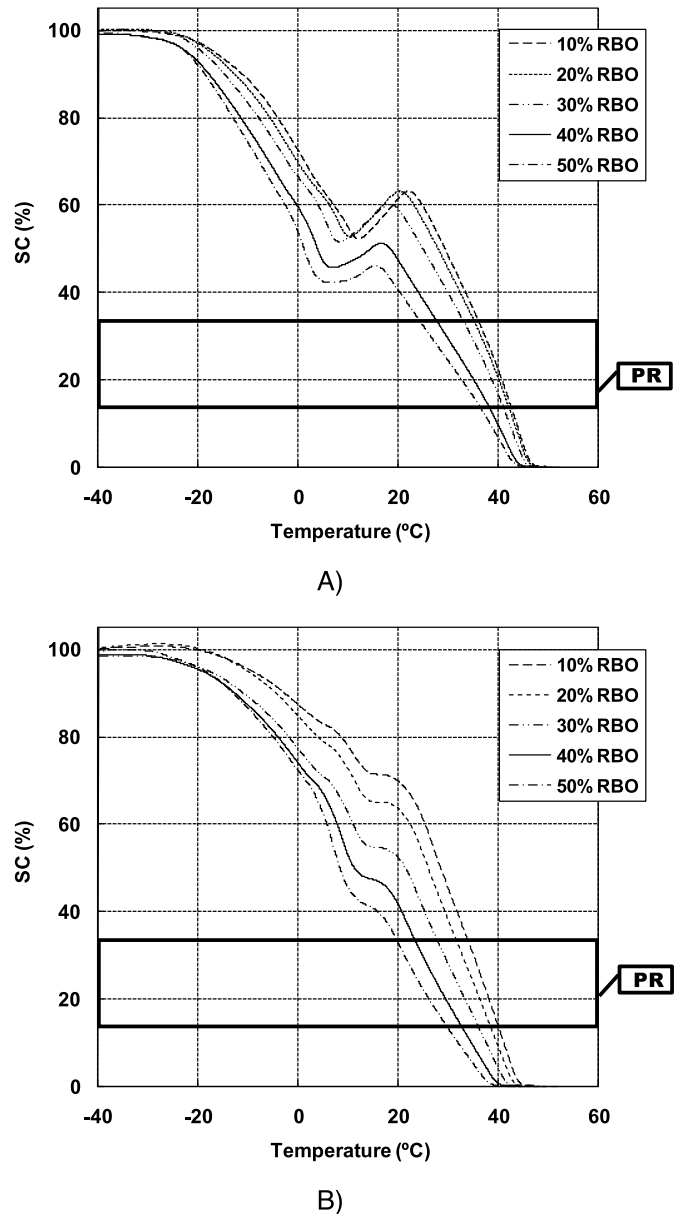 100
80
60
40
20
0
SC (%)
-40 -20 0 20 40 60
Temperature (ºC)
10% RBO
20% RBO
30% RBO
40% RBO
50% RBO
PR
A)
100
80
60
40
20
0
SC (%)
-40 -20 0 20 40 60
Temperature (ºC)
10% RBO
20% RBO
30% RBO
40% RBO
50% RBO
PR
B)